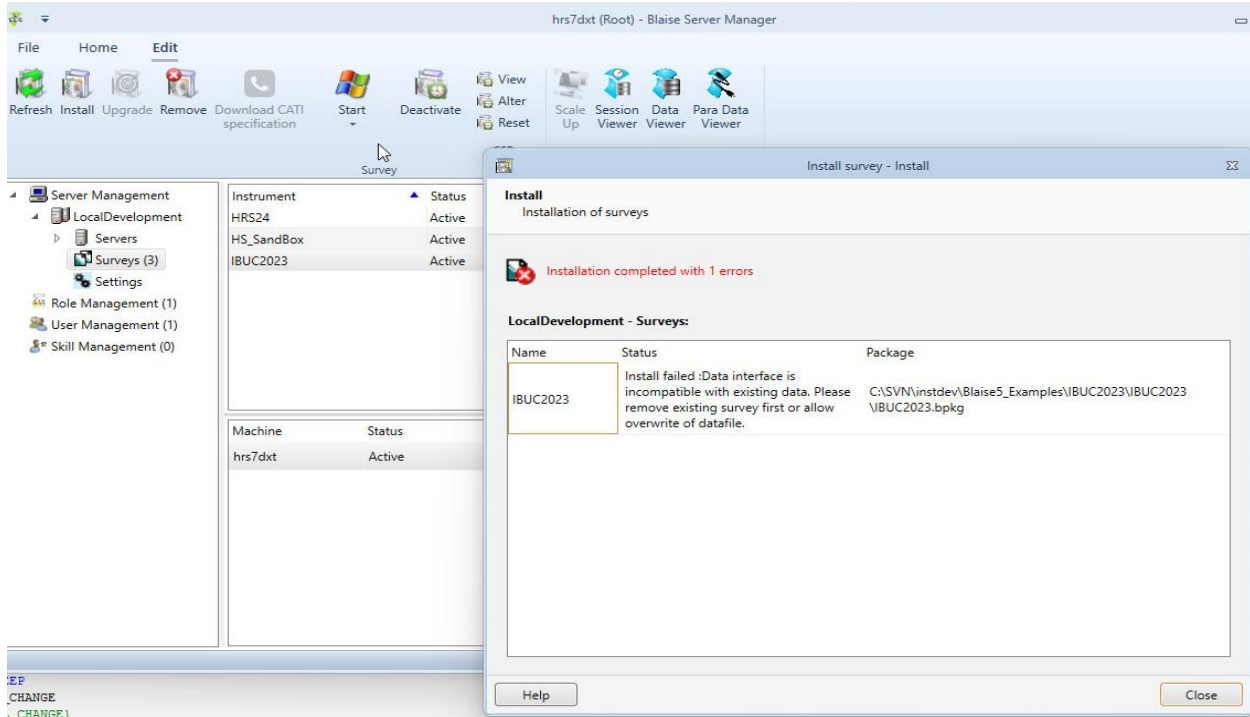 hrs7dxt (Root) - Blaise Server Manager
File Home Edit
Refresh Install Upgrade Remove Download CATI specification Start Deactivate
View
Alter
Reset
Scale Up Session Viewer Data Viewer Para Data Viewer
Survey
Server Management
LocalDevelopment
Servers
Surveys (3)
Settings
Role Management (1)
User Management (1)
Skill Management (0)
Instrument Status
HRS24 Active
HS_SandBox Active
IBUC2023 Active
Machine Status
hrs7dxt Active
Install survey - Install
Install
Installation of surveys
Installation completed with 1 errors
LocalDevelopment - Surveys:
Name Status Package
IBUC2023
Install failed :Data interface is
incompatible with existing data. Please
remove existing survey first or allow
overwrite of datafile.
C:\SVN\instdev\Blaise5_Examples\IBUC2023\IBUC2023
\IBUC2023.bpkg
Help Close
EP
_CHANGE
CHANGE}